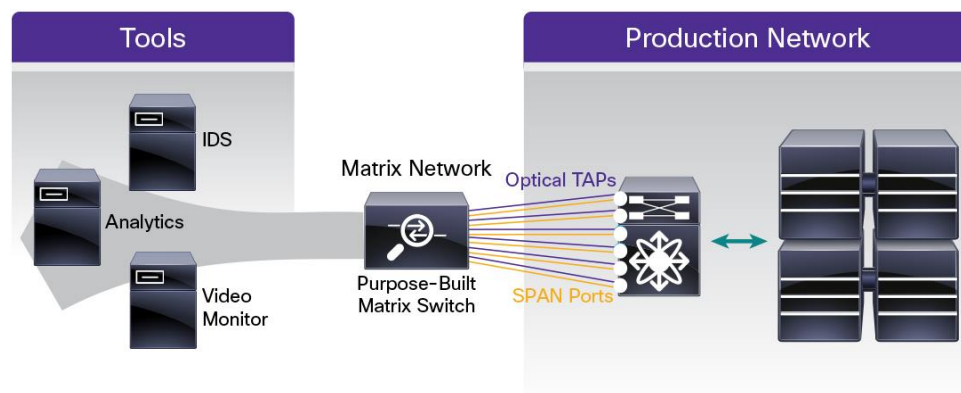 Tools
Production Network
IDS
Matrix Network
Optical TAPs
Analytics
Purpose-Built
Matrix Switch
SPAN Ports
Video
Monitor